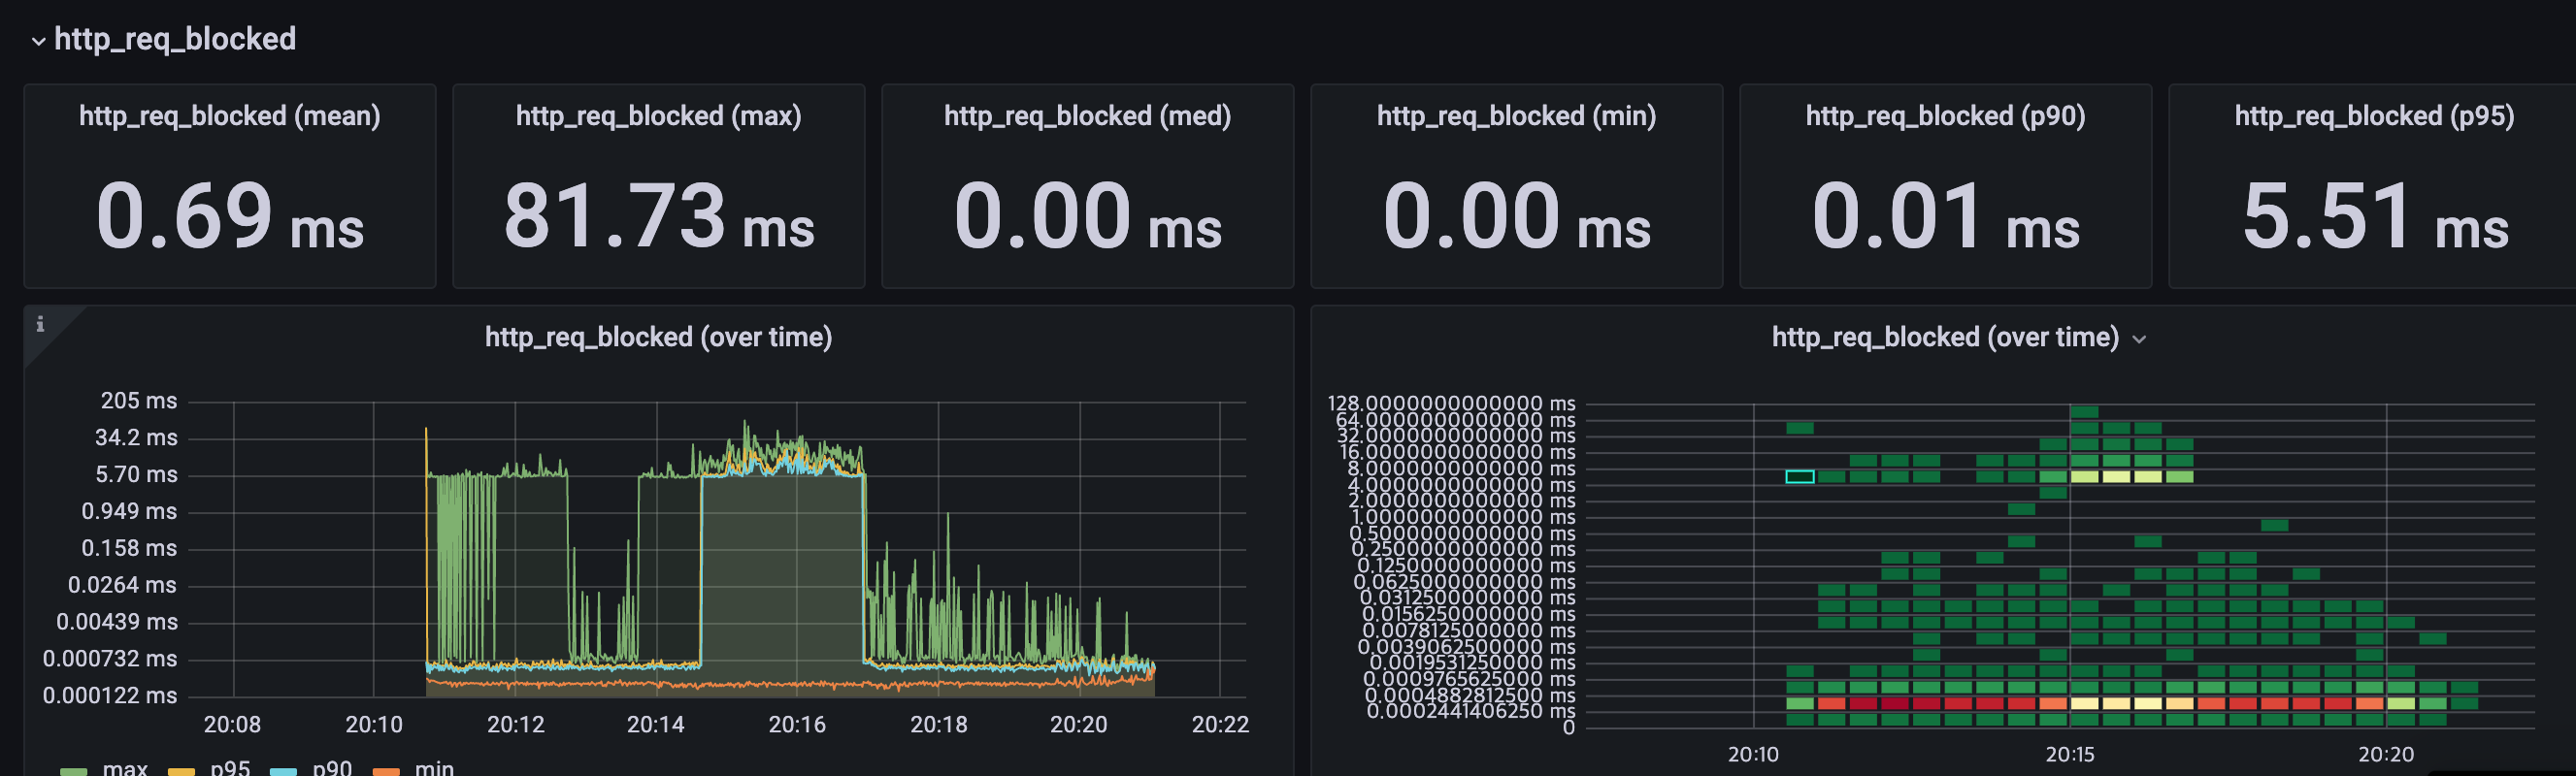 http_req_blocked
http_req_blocked (mean)
http_req_blocked (max)
http_req_blocked (med)
http_req_blocked (min)
http_req_blocked (p90)
http_req_blocked (p95)
0.69 ms
81.73 ms
0.00 ms
0.00 ms
0.01 ms
5.51 ms
i
http_req_blocked (over time)
205 ms
34.2 ms
5.70 ms
0.949 ms
0.158 ms
0.0264 ms
0.00439 ms
0.000732 ms
0.000122 ms
20:08 20:10 20:12 20:14 20:16 20:18 20:20 20:22
max p95 p90 min
http_req_blocked (over time)
128.00000000000000 ms
64.0000000000000 ms
32.0000000000000 ms
16.0000000000000 ms
8.0000000000000 ms
4.0000000000000 ms
2.0000000000000 ms
1.0000000000000 ms
0.5000000000000 ms
0.2500000000000 ms
0.1250000000000 ms
0.0625000000000 ms
0.0312500000000 ms
0.0156250000000 ms
0.0078125000000 ms
0.0039062500000 ms
0.0019531250000 ms
0.0009765625000 ms
0.0004882812500 ms
0.0002441406250 ms
0
20:10 20:15 20:20